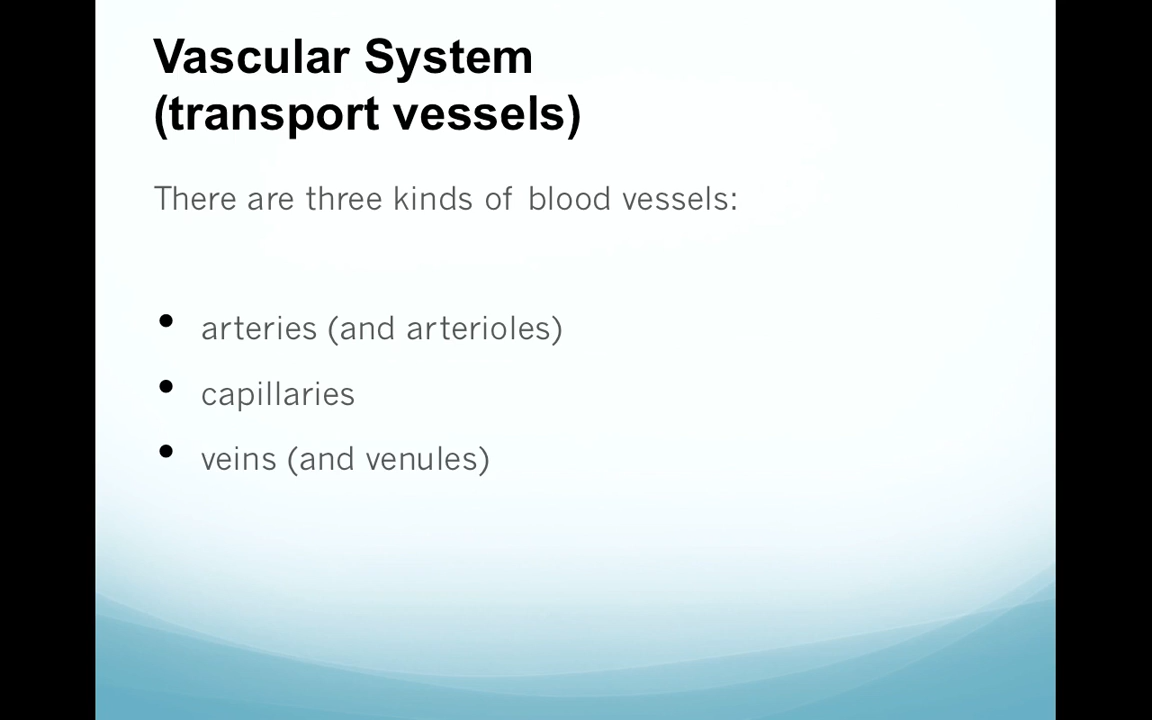 Vascular System
(transport vessels)
There are three kinds of blood vessels:
• arteries (and arterioles)
• capillaries
• veins (and venules)